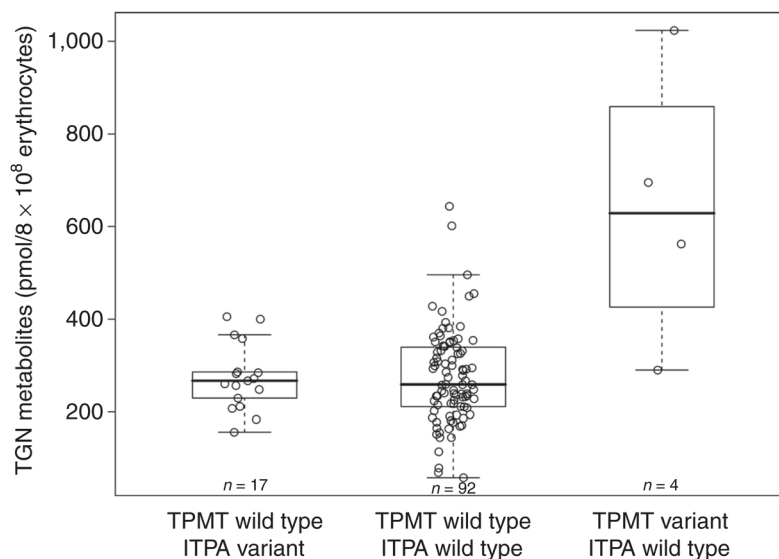 TGN metabolites (pmol/8 × 10⁸ erythrocytes)
1,000
800
600
400
200
n = 17
n = 92
n = 4
TPMT wild type
ITPA variant
TPMT wild type
ITPA wild type
TPMT variant
ITPA wild type